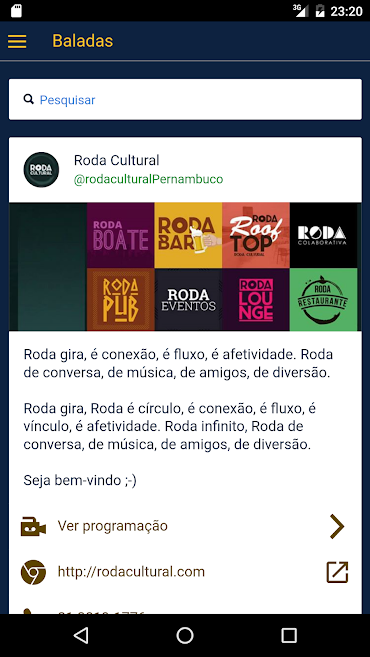 3G 23:20
Baladas
Pesquisar
RODA
CULTURAL
Roda Cultural
@rodaculturalPernambuco
RODA
BOATE
RODA
BAR
RODA
Roof
TOP
RODA CULTURAL
RODA
COLABORATIVA
RODA
PUB
RODA
EVENTOS
RODA
LOUNGE
RODA
RESTAURANTE
Roda gira, é conexão, é fluxo, é afetividade. Roda
de conversa, de música, de amigos, de diversão.
Roda gira, Roda é círculo, é conexão, é fluxo, é
vínculo, é afetividade. Roda infinito, Roda de
conversa, de música, de amigos, de diversão.
Seja bem-vindo ;-)
Ver programação
http://rodacultural.com